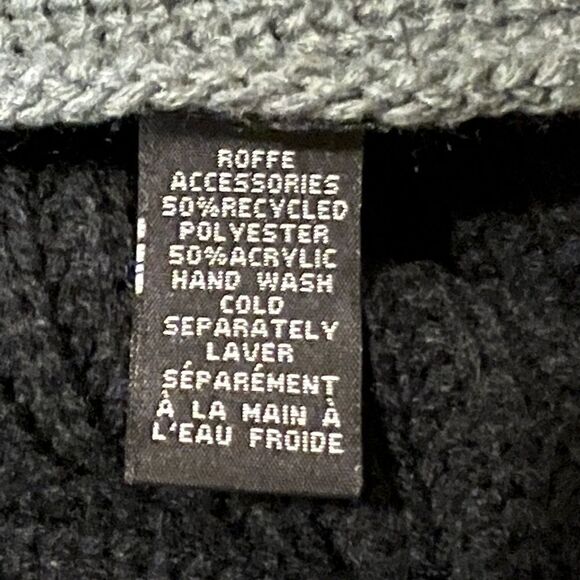 ROFFE
ACCESSORIES
50%RECYCLED
POLYESTER
50%ACRYLIC
HAND WASH
COLD
SEPARATELY
LAVER
SÉPARÉMENT
À LA MAIN À
L'EAU FROIDE